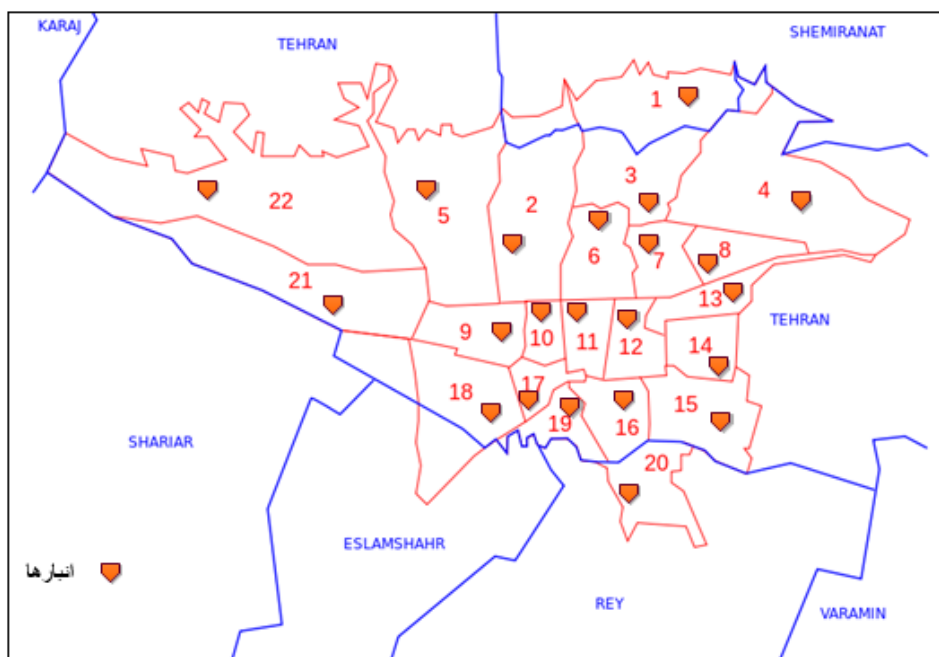 KARAJ
TEHRAN
SHEMIRANAT
1
3
4
22
5
2
6
7
8
21
13
TEHRAN
9
10
11
12
14
18
17
19
16
15
20
SHARIAR
ESLAMSHAHR
انبارها
REY
VARAMIN